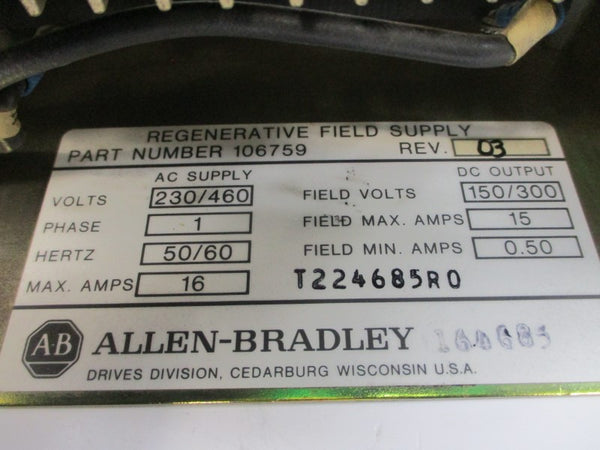 REGENERATIVE FIELD SUPPLY
PART NUMBER 106759 REV. 03
AC SUPPLY
VOLTS 230/460
PHASE 1
HERTZ 50/60
MAX. AMPS 16
DC OUTPUT
FIELD VOLTS 150/300
FIELD MAX. AMPS 15
FIELD MIN. AMPS 0.50
T224685R0
AB ALLEN-BRADLEY
DRIVES DIVISION, CEDARBURG WISCONSIN U.S.A.